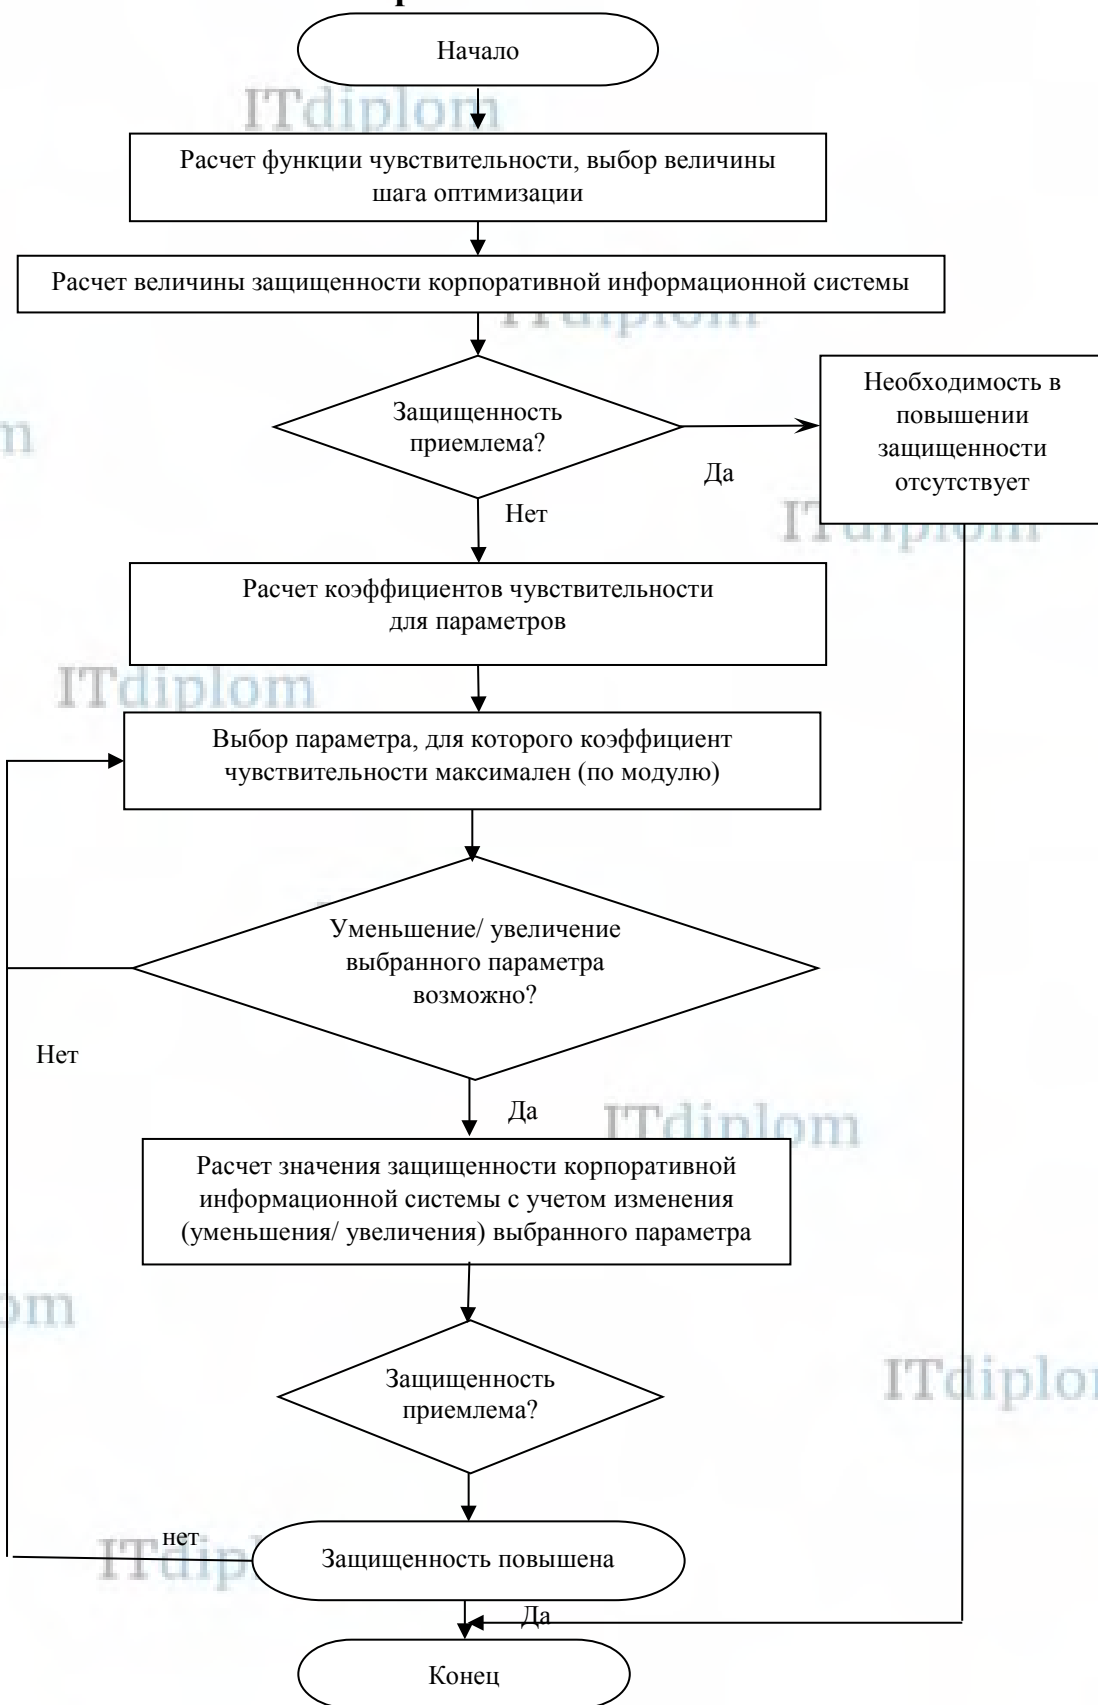 Начало
ITdiplom
Расчет функции чувствительности, выбор величины
шага оптимизации
Расчет величины защищенности корпоративной информационной системы
ITdiplom
Защищенность
приемлема?
Да
Необходимость в
повышении
защищенности
отсутствует
Нет
ITdiplom
Расчет коэффициентов чувствительности
для параметров
ITdiplom
Выбор параметра, для которого коэффициент
чувствительности максимален (по модулю)
Уменьшение/ увеличение
выбранного параметра
возможно?
Нет
Да
ITdiplom
Расчет значения защищенности корпоративной
информационной системы с учетом изменения
(уменьшения/ увеличения) выбранного параметра
Защищенность
приемлема?
ITdiplo
нет
ITdip
Защищенность повышена
Да
Конец